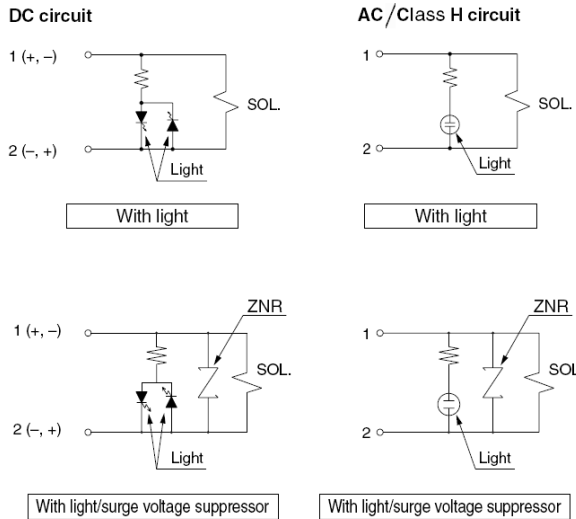 DC circuit
1 (+, −)
SOL.
2 (−, +)
Light
With light
AC/Class H circuit
1
SOL.
2
Light
With light
ZNR
1 (+, −)
SOL.
2 (−, +)
Light
With light/surge voltage suppressor
ZNR
1
SOL
2
Light
With light/surge voltage suppressor